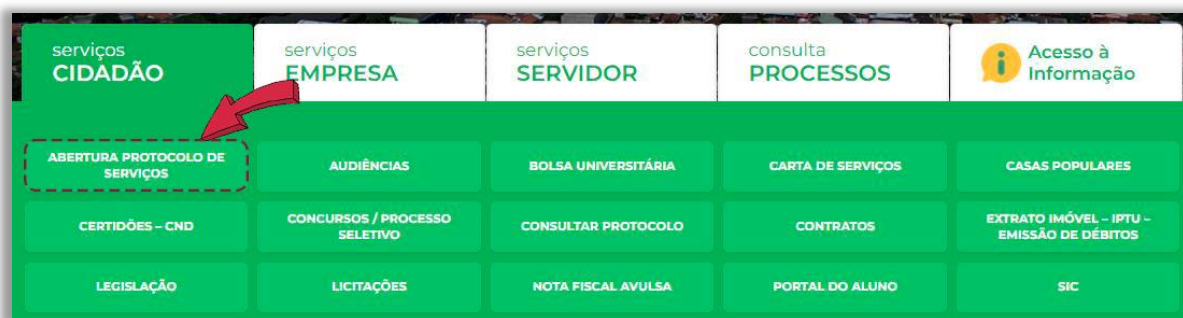 serviços
CIDADÃO
serviços
EMPRESA
serviços
SERVIDOR
consulta
PROCESSOS
Acesso à
Informação
ABERTURA PROTOCOLO DE
SERVIÇOS
AUDIÊNCIAS
BOLSA UNIVERSITÁRIA
CARTA DE SERVIÇOS
CASAS POPULARES
CERTIDÕES – CND
CONCURSOS / PROCESSO
SELETIVO
CONSULTAR PROTOCOLO
CONTRATOS
EXTRATO IMÓVEL – IPTU –
EMISSÃO DE DÉBITOS
LEGISLAÇÃO
LICITAÇÕES
NOTA FISCAL AVULSA
PORTAL DO ALUNO
SIC